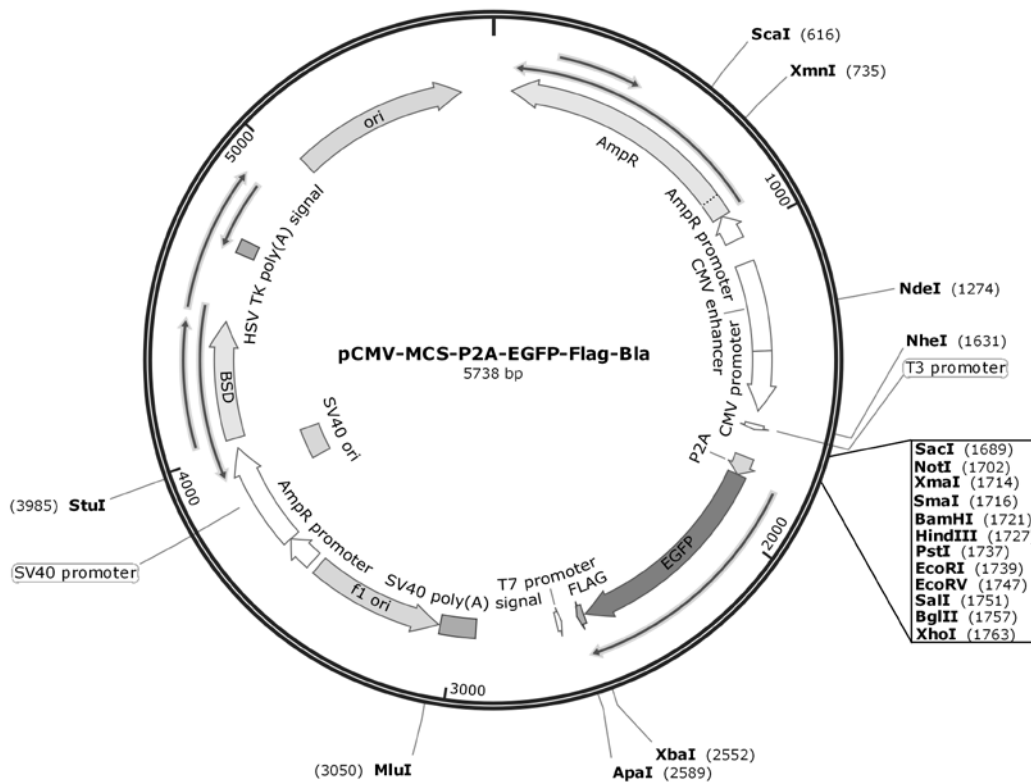 ScaI (616)
XmnI (735)
1000
NdeI (1274)
NheI (1631)
T3 promoter
SacI (1689)
NotI (1702)
XmaI (1714)
SmaI (1716)
BamHI (1721)
HindIII (1727)
PstI (1737)
EcoRI (1739)
EcoRV (1747)
SalI (1751)
BglII (1757)
XhoI (1763)
2000
XbaI (2552)
ApaI (2589)
3000
(3050) MluI
(3985) StuI
4000
SV40 promoter
5000
ori
AmpR
AmpR promoter
CMV enhancer
CMV promoter
P2A
EGFP
FLAG
T7 promoter
SV40 poly(A) signal
f1 ori
AmpR promoter
SV40 ori
BSD
HSV TK poly(A) signal
pCMV-MCS-P2A-EGFP-Flag-Bla
5738 bp